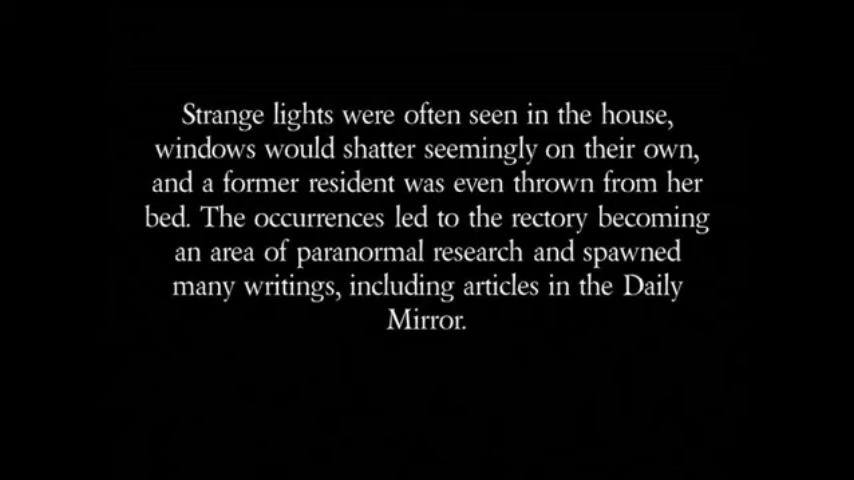 Strange lights were often seen in the house,
windows would shatter seemingly on their own,
and a former resident was even thrown from her
bed. The occurrences led to the rectory becoming
an area of paranormal research and spawned
many writings, including articles in the Daily
Mirror.